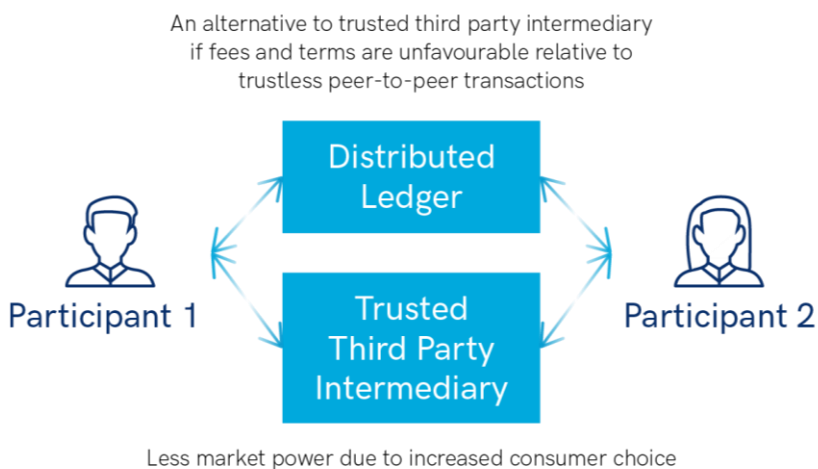 An alternative to trusted third party intermediary
if fees and terms are unfavourable relative to
trustless peer-to-peer transactions
Distributed
Ledger
Participant 1
Participant 2
Trusted
Third Party
Intermediary
Less market power due to increased consumer choice